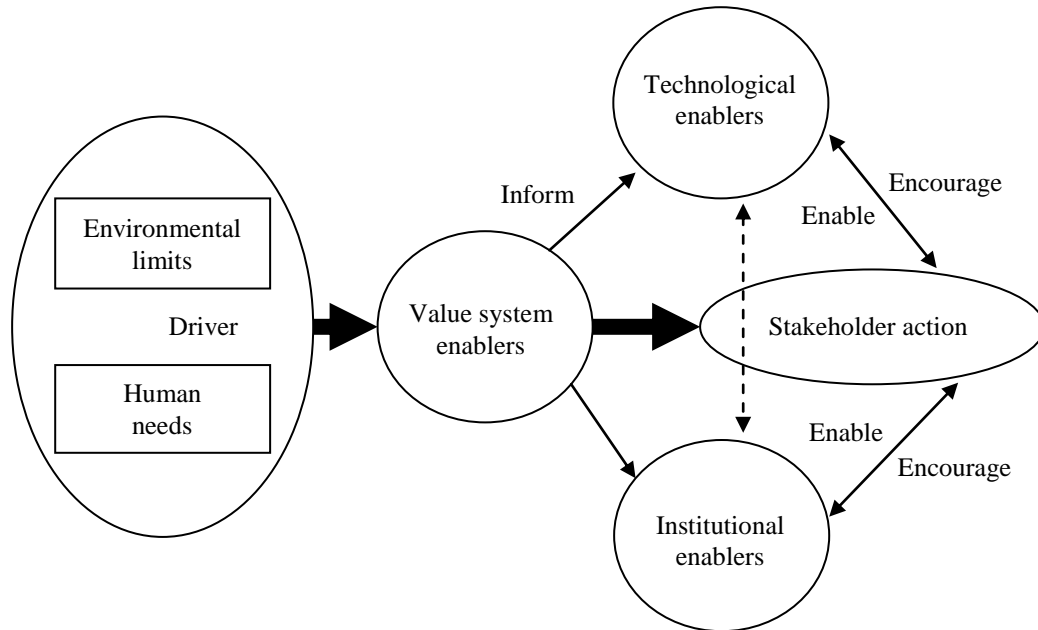 Environmental
limits
Driver
Human
needs
Value system
enablers
Inform
Technological
enablers
Encourage
Enable
Stakeholder action
Enable
Encourage
Institutional
enablers